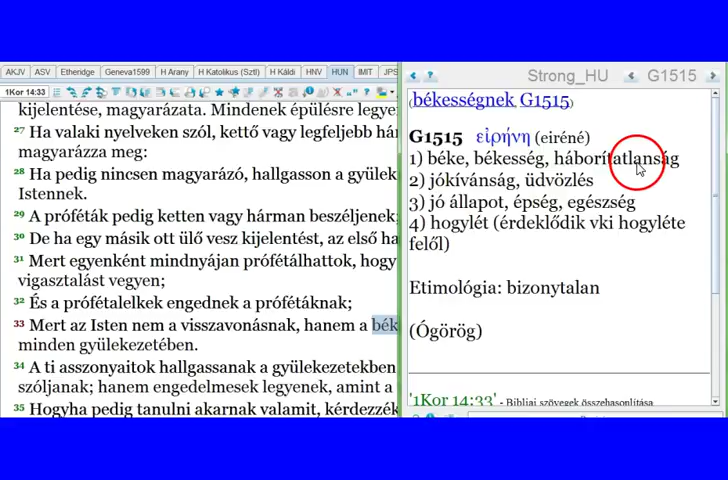 AKJV ASV Etheridge Geneva1599 H Arany H Katolikus (Sztl) H Káldi HNV HUN IMIT JPS
1Kor 14:33
kijelentése, magyarázata. Mindenek épülésre legye
27 Ha valaki nyelveken szól, kettő vagy legfeljebb hár
magyarázza meg:
28 Ha pedig nincsen magyarázó, hallgasson a gyülek
Istennek.
29 A próféták pedig ketten vagy hárman beszéljenek;
30 De ha egy másik ott ülő vesz kijelentést, az első ha
31 Mert egyenként mindnyájan prófétálhattok, hogy
vigasztalást vegyen;
32 És a prófétalelkek engednek a prófétáknak;
33 Mert az Isten nem a visszavonásnak, hanem a bék
minden gyülekezetében.
34 A ti asszonyaitok hallgassanak a gyülekezetekben
szóljanak; hanem engedelmesek legyenek, amint a
35 Hogyha pedig tanulni akarnak valamit, kérdezzék
Strong_HU G1515
(békességnek G1515)
G1515 εἰρήνη (eiréné)
1) béke, békesség, háborítatlanság
2) jókívánság, üdvözlés
3) jó állapot, épség, egészség
4) hogylét (érdeklődik vki hogyléte
felől)
Etimológia: bizonytalan
(Ógörög)
'1Kor 14:33' - Bibliai szövegek összehasonlítása